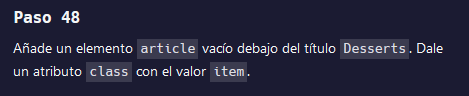 Paso 48
Añade un elemento article vacío debajo del título Desserts. Dale
un atributo class con el valor item.